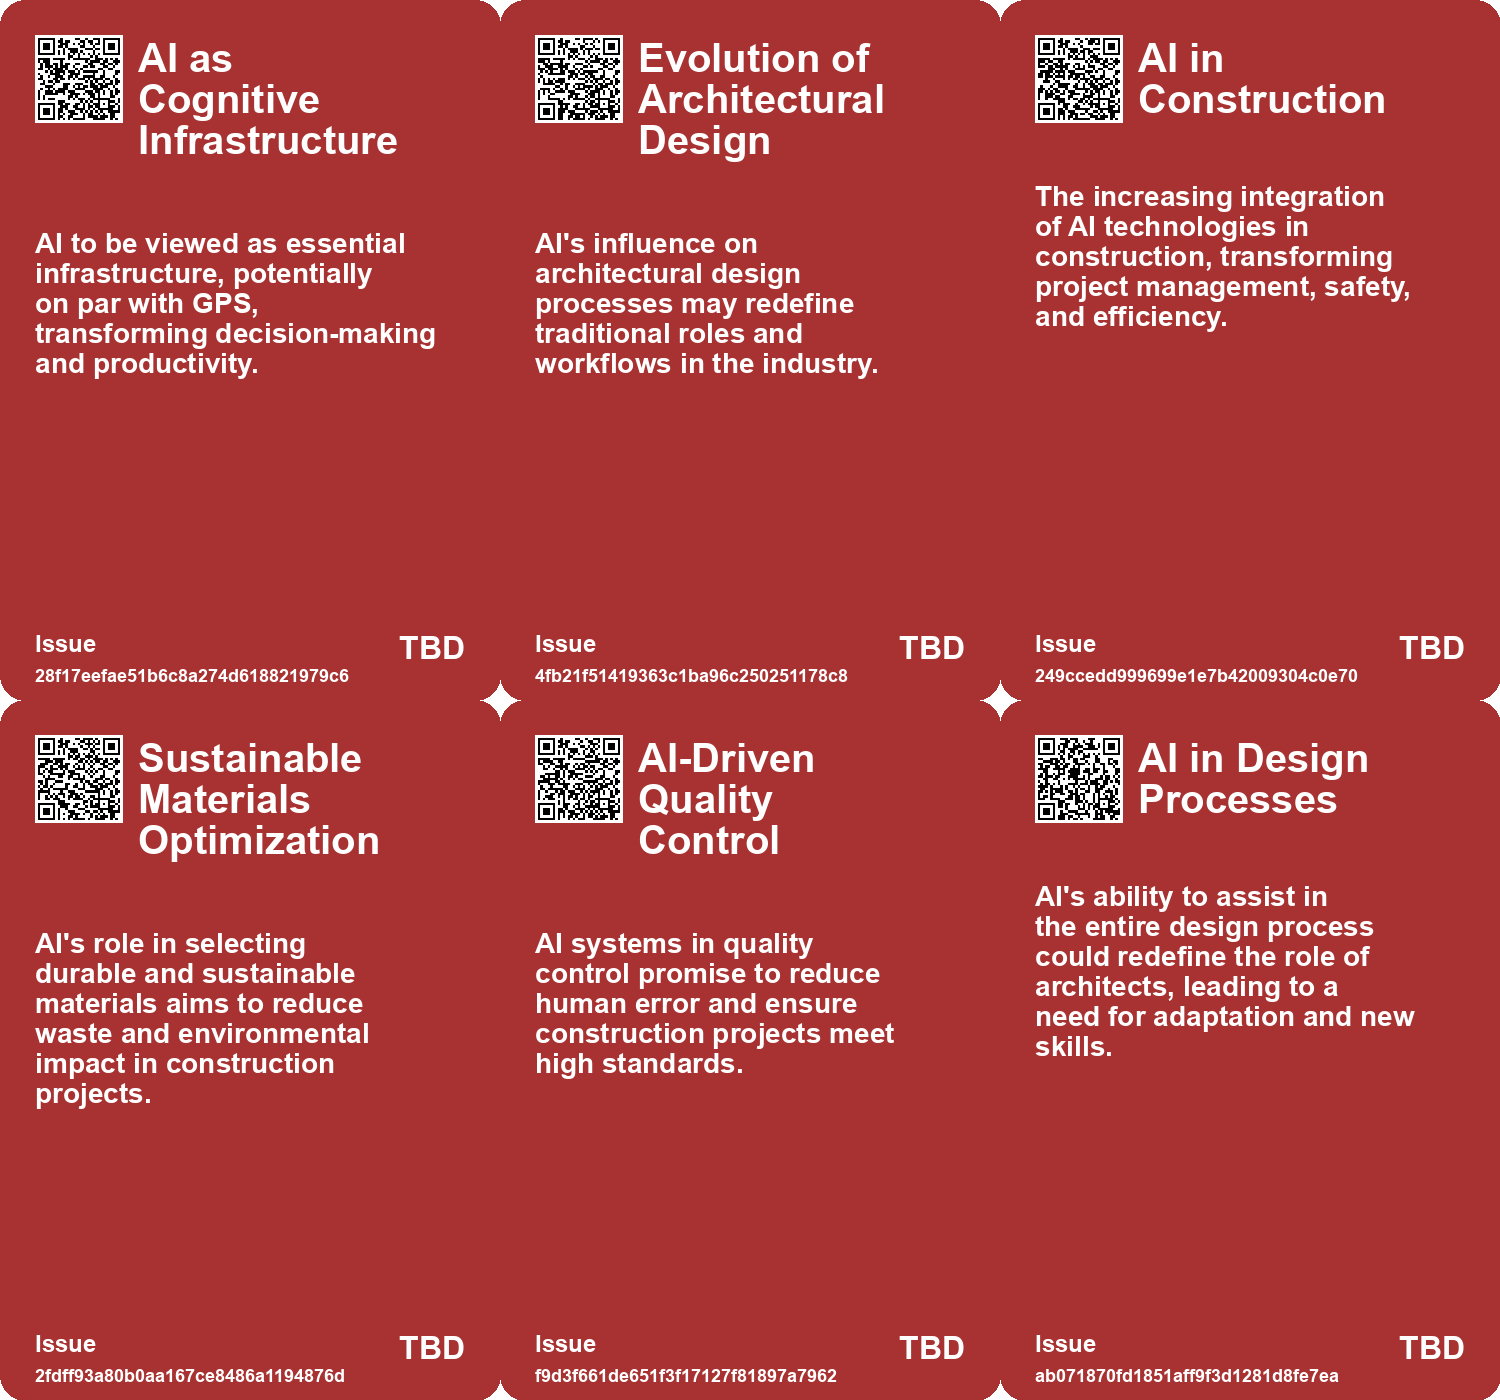 AI as
Cognitive
Infrastructure
AI to be viewed as essential
infrastructure, potentially
on par with GPS,
transforming decision-making
and productivity.
Issue
TBD
28f17eefae51b6c8a274d618821979c6
Evolution of
Architectural
Design
AI's influence on
architectural design
processes may redefine
traditional roles and
workflows in the industry.
Issue
TBD
4fb21f51419363c1ba96c250251178c8
AI in
Construction
The increasing integration
of AI technologies in
construction, transforming
project management, safety,
and efficiency.
Issue
TBD
249ccedd999699e1e7b42009304c0e70
Sustainable
Materials
Optimization
AI's role in selecting
durable and sustainable
materials aims to reduce
waste and environmental
impact in construction
projects.
Issue
TBD
2fdff93a80b0aa167ce8486a1194876d
AI-Driven
Quality
Control
AI systems in quality
control promise to reduce
human error and ensure
construction projects meet
high standards.
Issue
TBD
f9d3f661de651f3f17127f81897a7962
AI in Design
Processes
AI's ability to assist in
the entire design process
could redefine the role of
architects, leading to a
need for adaptation and new
skills.
Issue
TBD
ab071870fd1851aff9f3d1281d8fe7ea